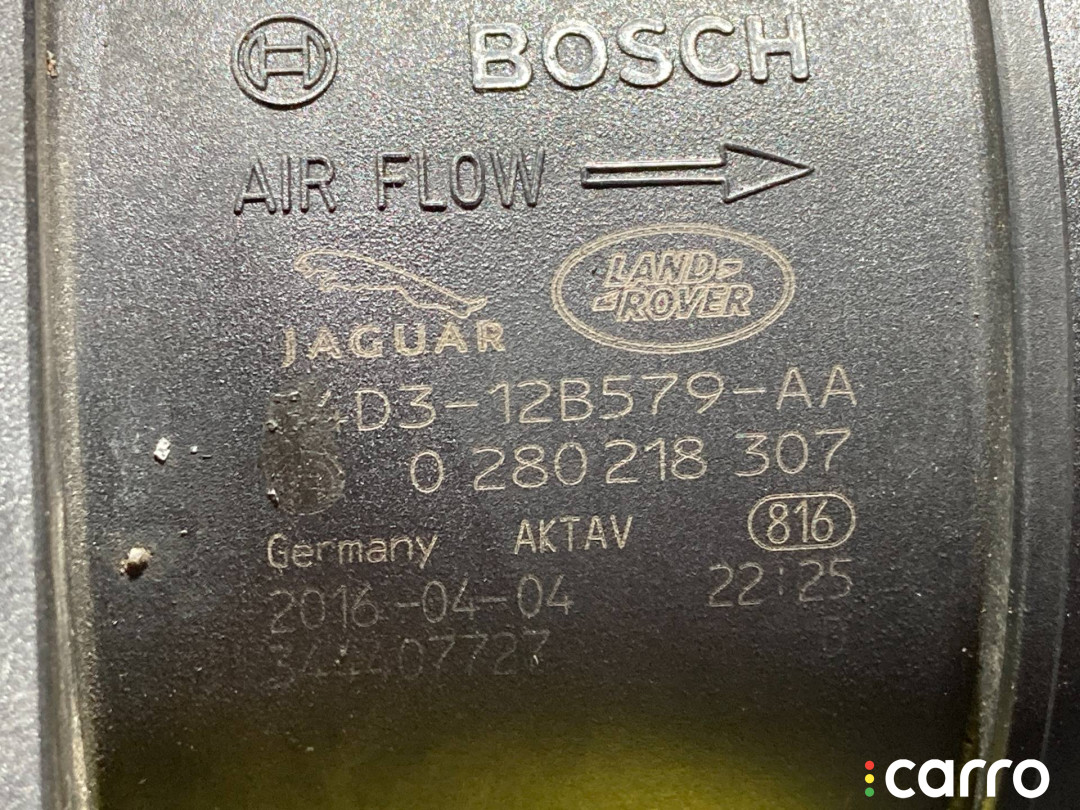 BOSCH
AIR FLOW
JAGUAR
LAND-
-ROVER
4D3-12B579-AA
0 280 218 307
Germany AKTAV 816
2016-04-04 22:25
344407727
carro